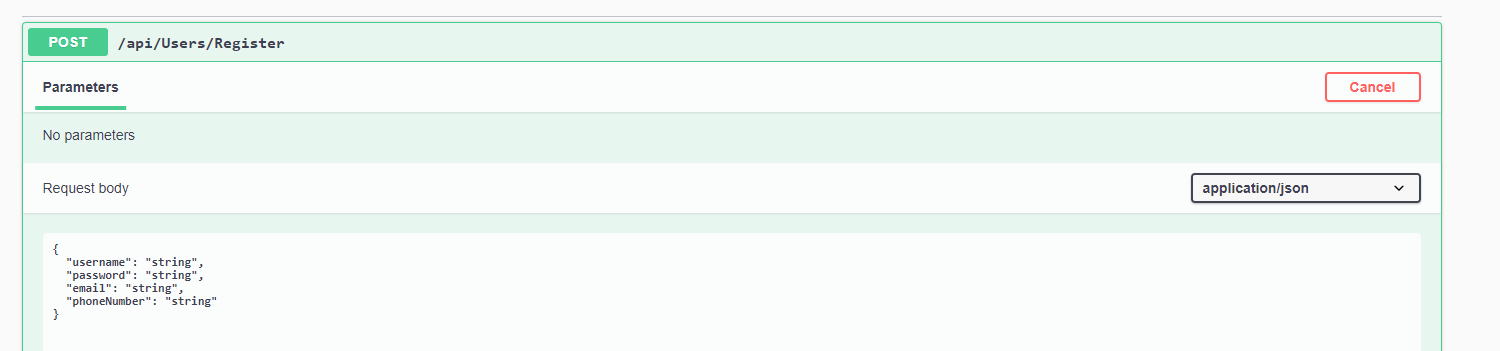 POST /api/Users/Register
Parameters Cancel
No parameters
Request body application/json
{
"username": "string",
"password": "string",
"email": "string",
"phoneNumber": "string"
}